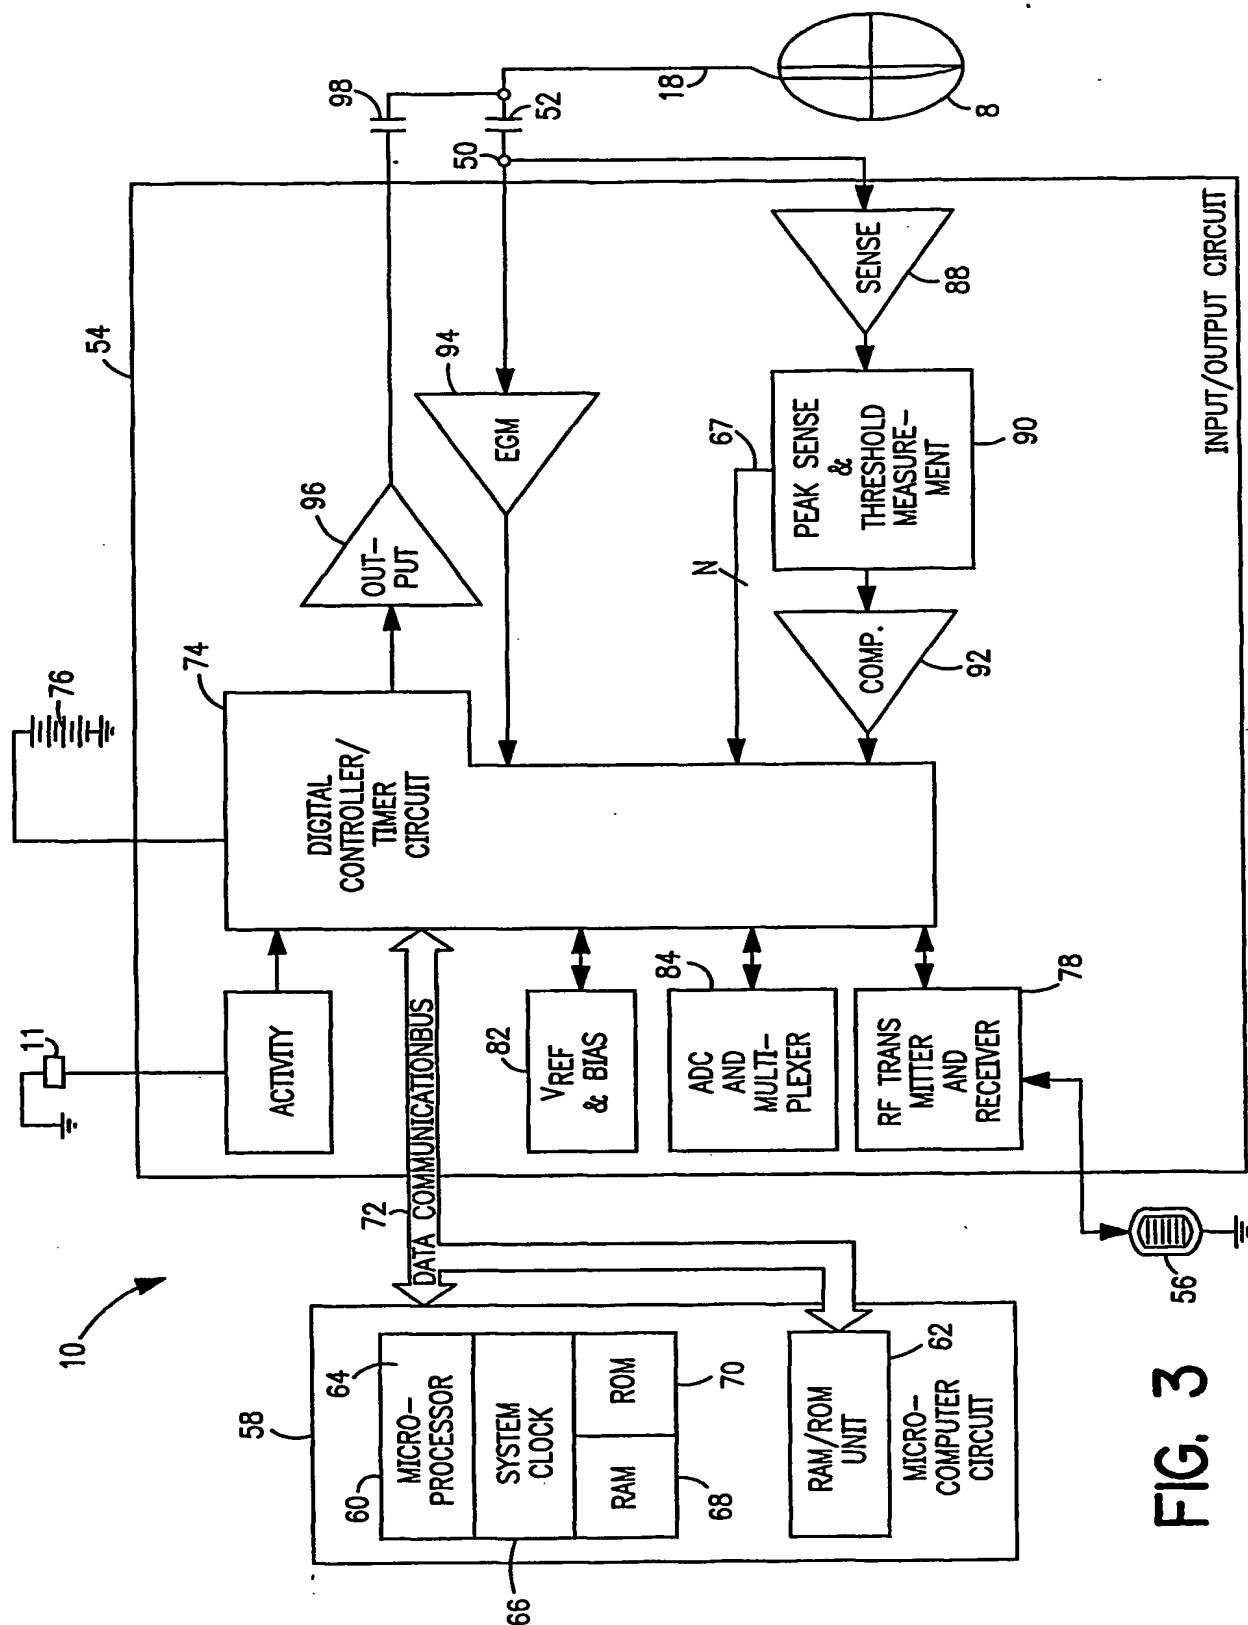 10
58
60
64
MICRO-
PROCESSOR
SYSTEM
CLOCK
66
RAM
ROM
68
70
RAM/ROM
UNIT
62
MICRO-
COMPUTER
CIRCUIT
72
DATA COMMUNICATIONBUS
56
11
ACTIVITY
82
VREF
& BIAS
84
ADC
AND
MULTI-
PLEXER
RF TRANS
MITTER
AND
RECEIVER
78
76
74
DIGITAL
CONTROLLER/
TIMER
CIRCUIT
54
96
OUT-
PUT
94
EGM
67
N
COMP.
92
PEAK SENSE
&
THRESHOLD
MEASURE-
MENT
90
SENSE
88
INPUT/OUTPUT CIRCUIT
98
50
52
18
8
FIG. 3